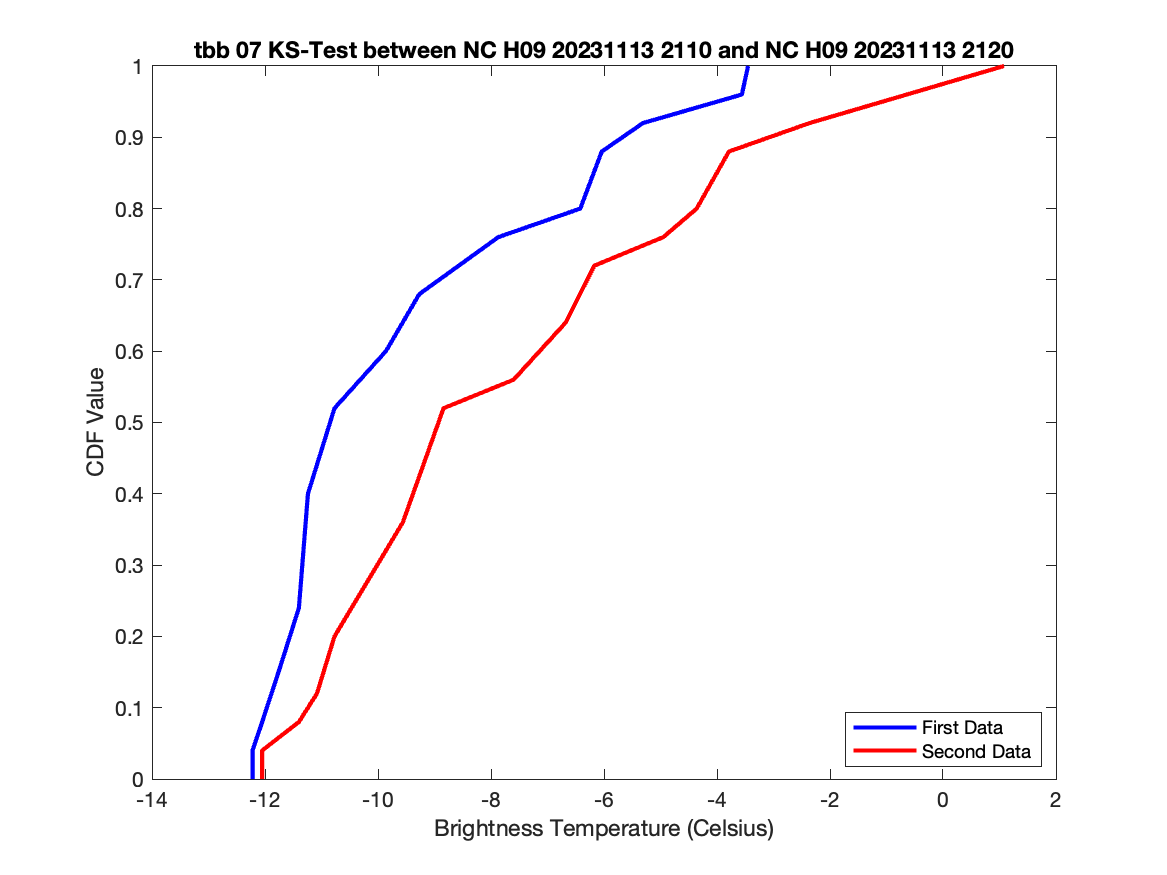 tbb 07 KS-Test between NC H09 20231113 2110 and NC H09 20231113 2120
1
0.9
0.8
0.7
0.6
0.5
0.4
0.3
0.2
0.1
0
CDF Value
First Data
Second Data
-14 -12 -10 -8 -6 -4 -2 0 2
Brightness Temperature (Celsius)